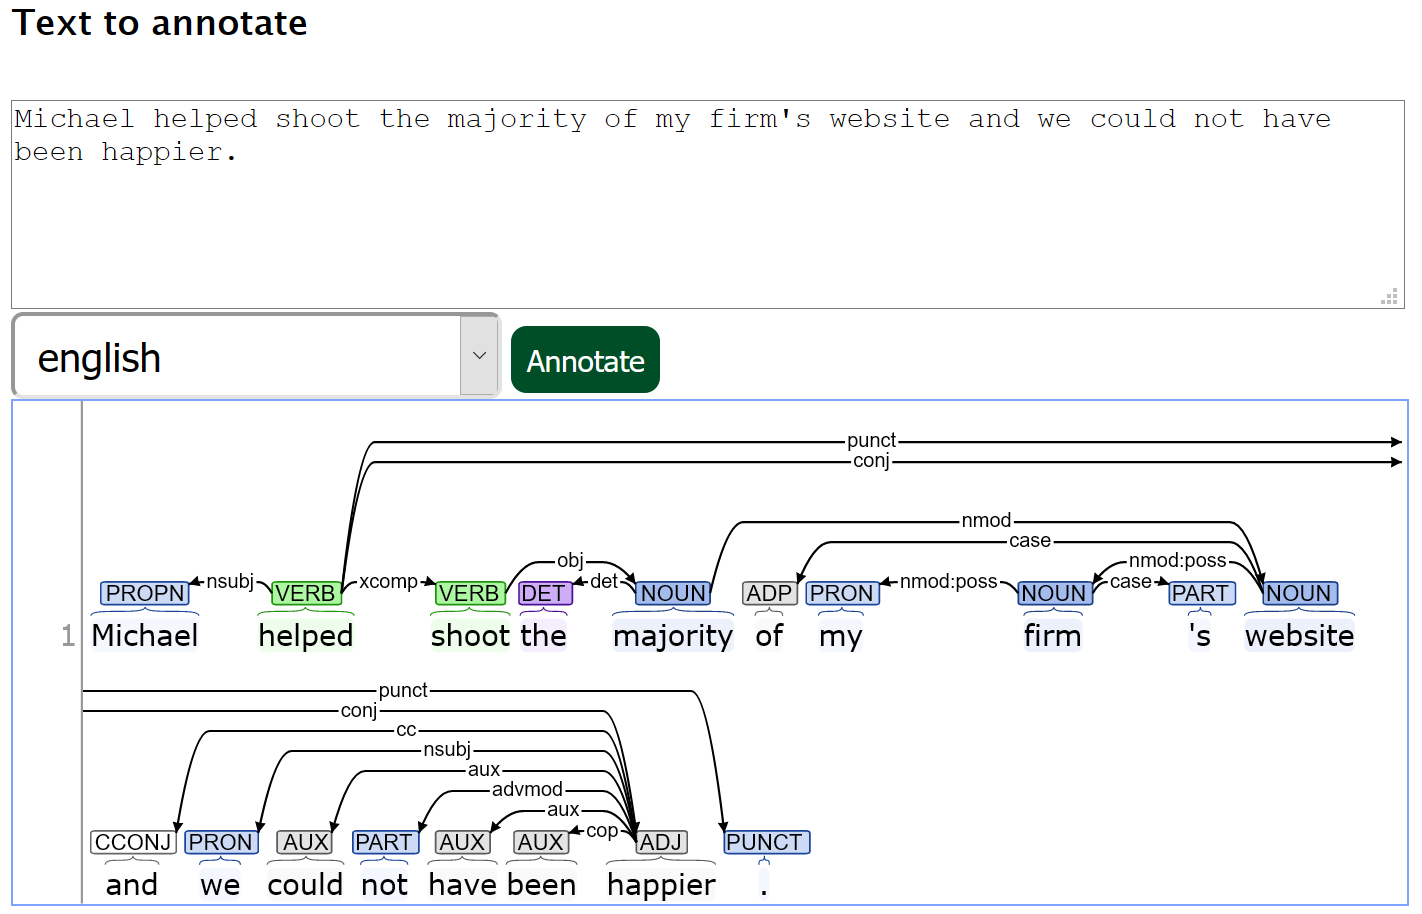 Text to annotate
Michael helped shoot the majority of my firm's website and we could not have
been happier.
english
Annotate
punct
conj
nmod
case
obj
nmod:poss
nsubj xcomp det nmod:poss case
PROPN VERB VERB DET NOUN ADP PRON NOUN PART NOUN
1 Michael helped shoot the majority of my firm 's website
punct
conj
cc
nsubj
aux
advmod
aux
cop
CCONJ PRON AUX PART AUX AUX ADJ PUNCT
and we could not have been happier .